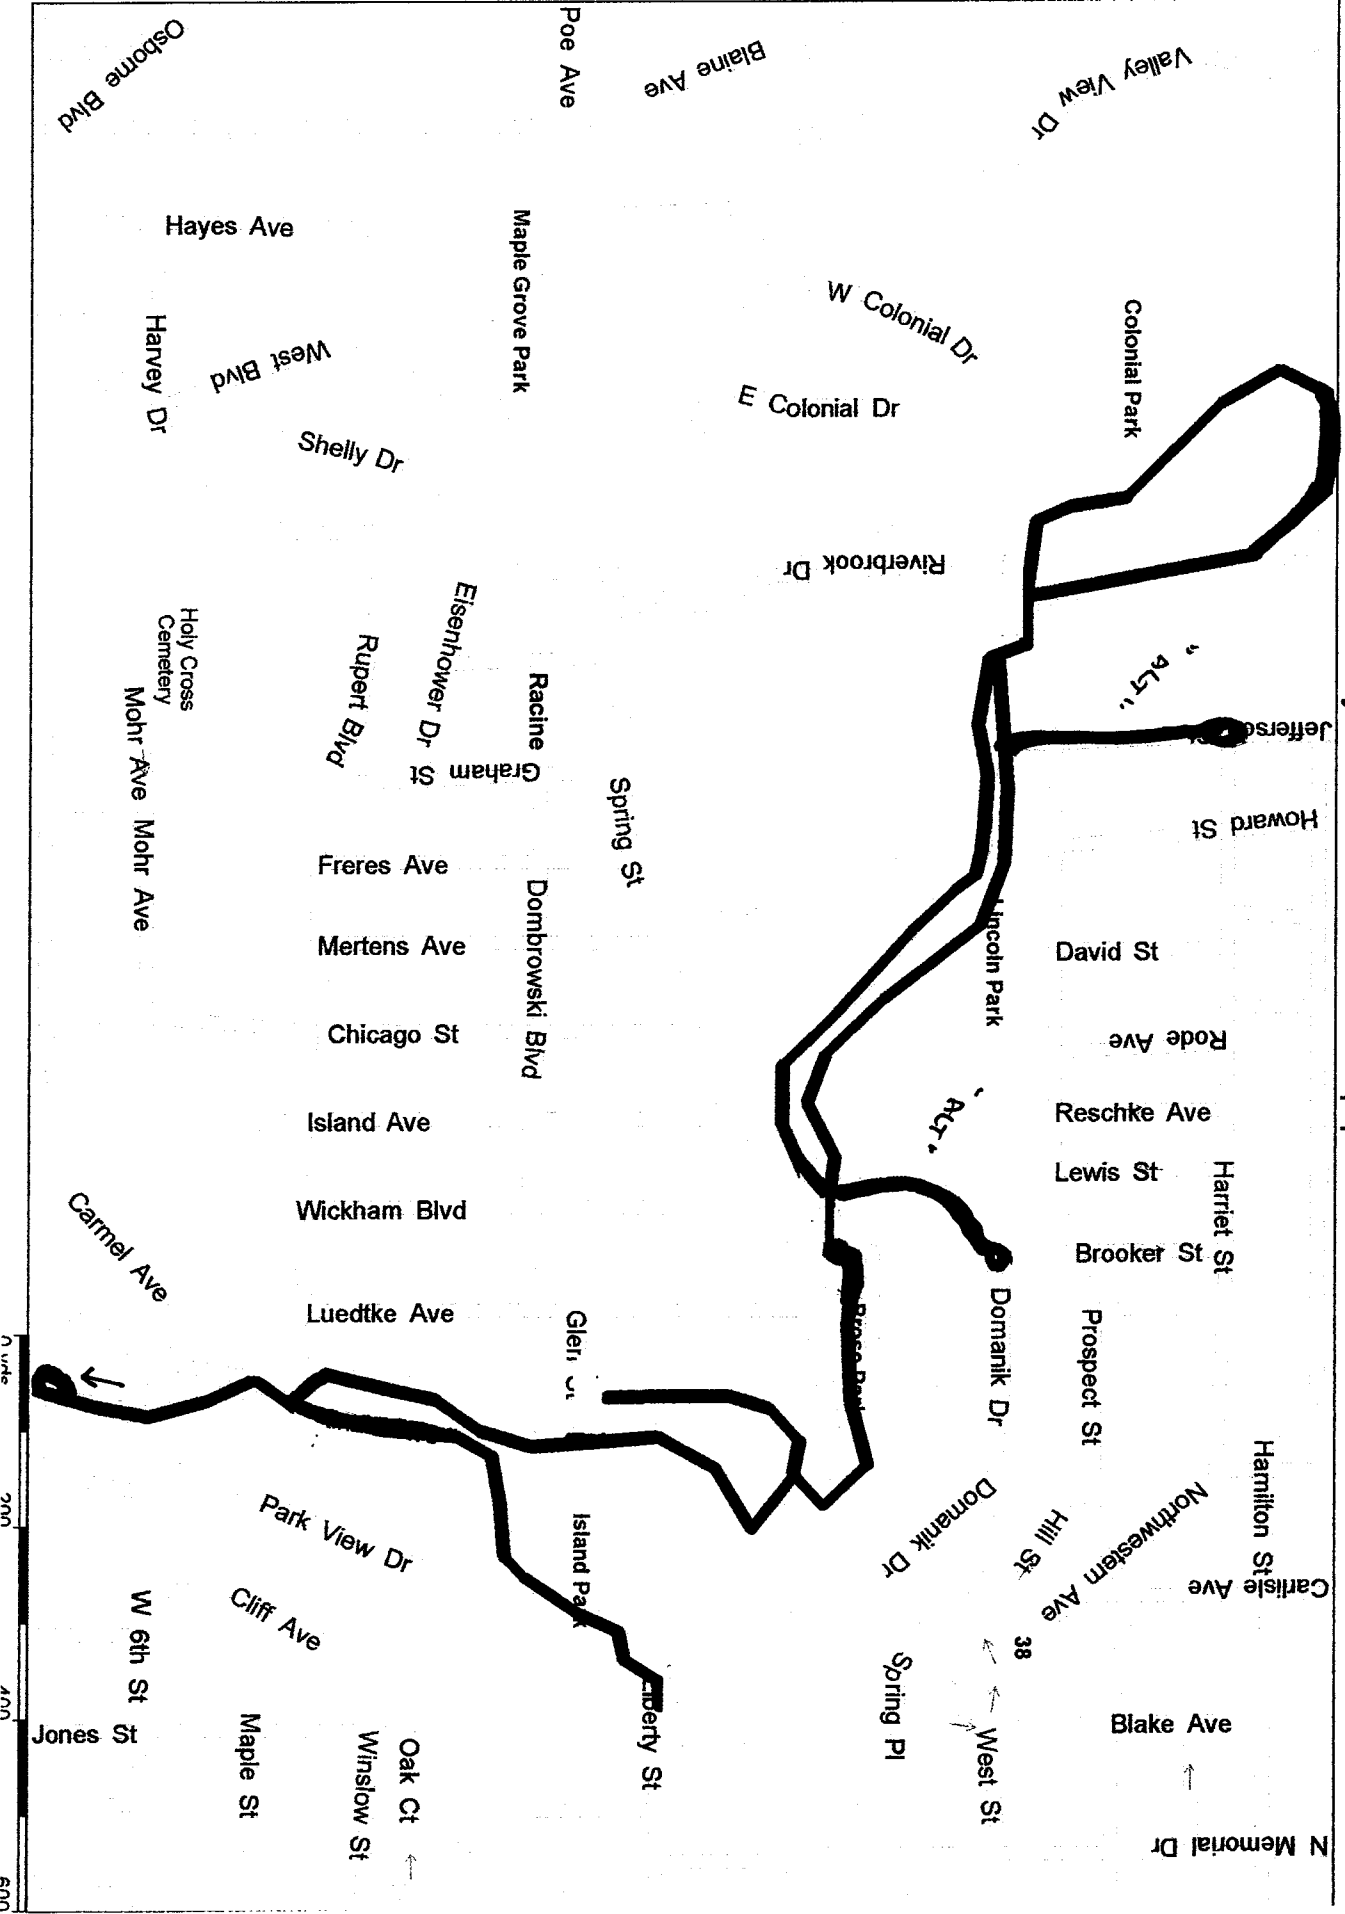 Osborne Blvd
Poe Ave
Blaine Ave
Valley View Dr
Hayes Ave
Maple Grove Park
W Colonial Dr
Colonial Park
Harvey Dr
West Blvd
E Colonial Dr
Shelly Dr
Riverbrook Dr
Holy Cross
Cemetery
Rupert Blvd
Eisenhower Dr
Racine
"ALT"
Mohr Ave
Graham St
Spring St
Howard St
Mohr Ave
Freres Ave
Dombrowski Blvd
Lincoln Park
Mertens Ave
David St
Chicago St
Rode Ave
Island Ave
"ALT"
Reschke Ave
Lewis St
Harriet St
Wickham Blvd
Carmel Ave
Brooker St
Luedtke Ave
Domanik Dr
Prospect St
Park View Dr
Island Park
Domanik Dr
Hill St
Northwestern Ave
Hamilton St
Carlisle Ave
W 6th St
Cliff Ave
38
Spring Pl
Jones St
Maple St
Winslow St
Oak Ct
Liberty St
West St
Blake Ave
N Memorial Dr